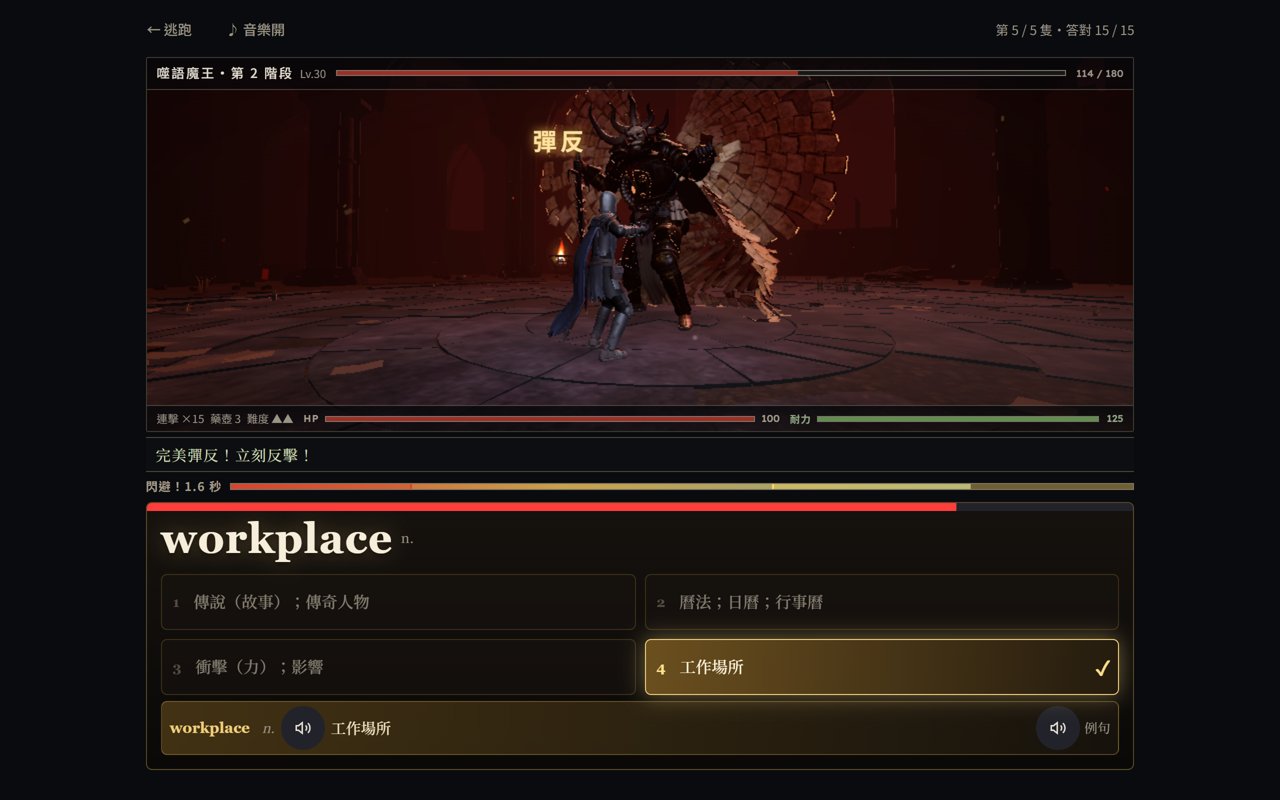 ← 逃跑 ♪ 音樂開 第 5 / 5 隻・答對 15 / 15
噬語魔王・第 2 階段 Lv.30 114 / 180
彈反
連擊 ×15 藥壺 3 難度 ▲▲ HP 100 耐力 125
完美彈反！立刻反擊！
閃避！1.6 秒
workplace n.
1 傳說（故事）；傳奇人物
2 曆法；日曆；行事曆
3 衝擊（力）；影響
4 工作場所 ✓
workplace n. 工作場所 例句